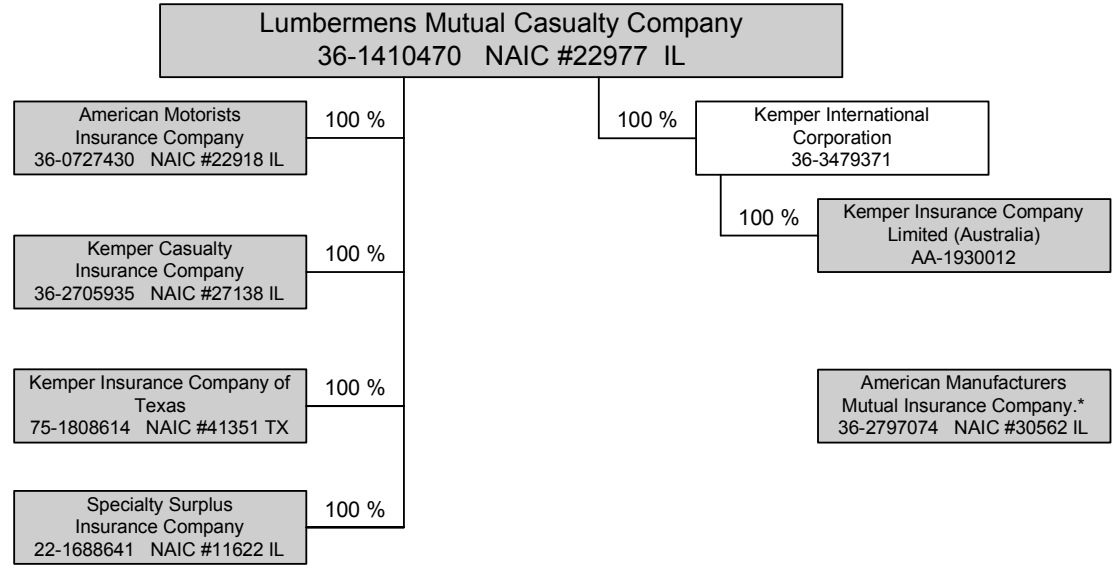 Lumbermens Mutual Casualty Company
36-1410470 NAIC #22977 IL
American Motorists
Insurance Company
36-0727430 NAIC #22918 IL
100 %
100 %
Kemper International
Corporation
36-3479371
100 %
Kemper Insurance Company
Limited (Australia)
AA-1930012
Kemper Casualty
Insurance Company
36-2705935 NAIC #27138 IL
100 %
Kemper Insurance Company of
Texas
75-1808614 NAIC #41351 TX
100 %
American Manufacturers
Mutual Insurance Company.*
36-2797074 NAIC #30562 IL
Specialty Surplus
Insurance Company
22-1688641 NAIC #11622 IL
100 %